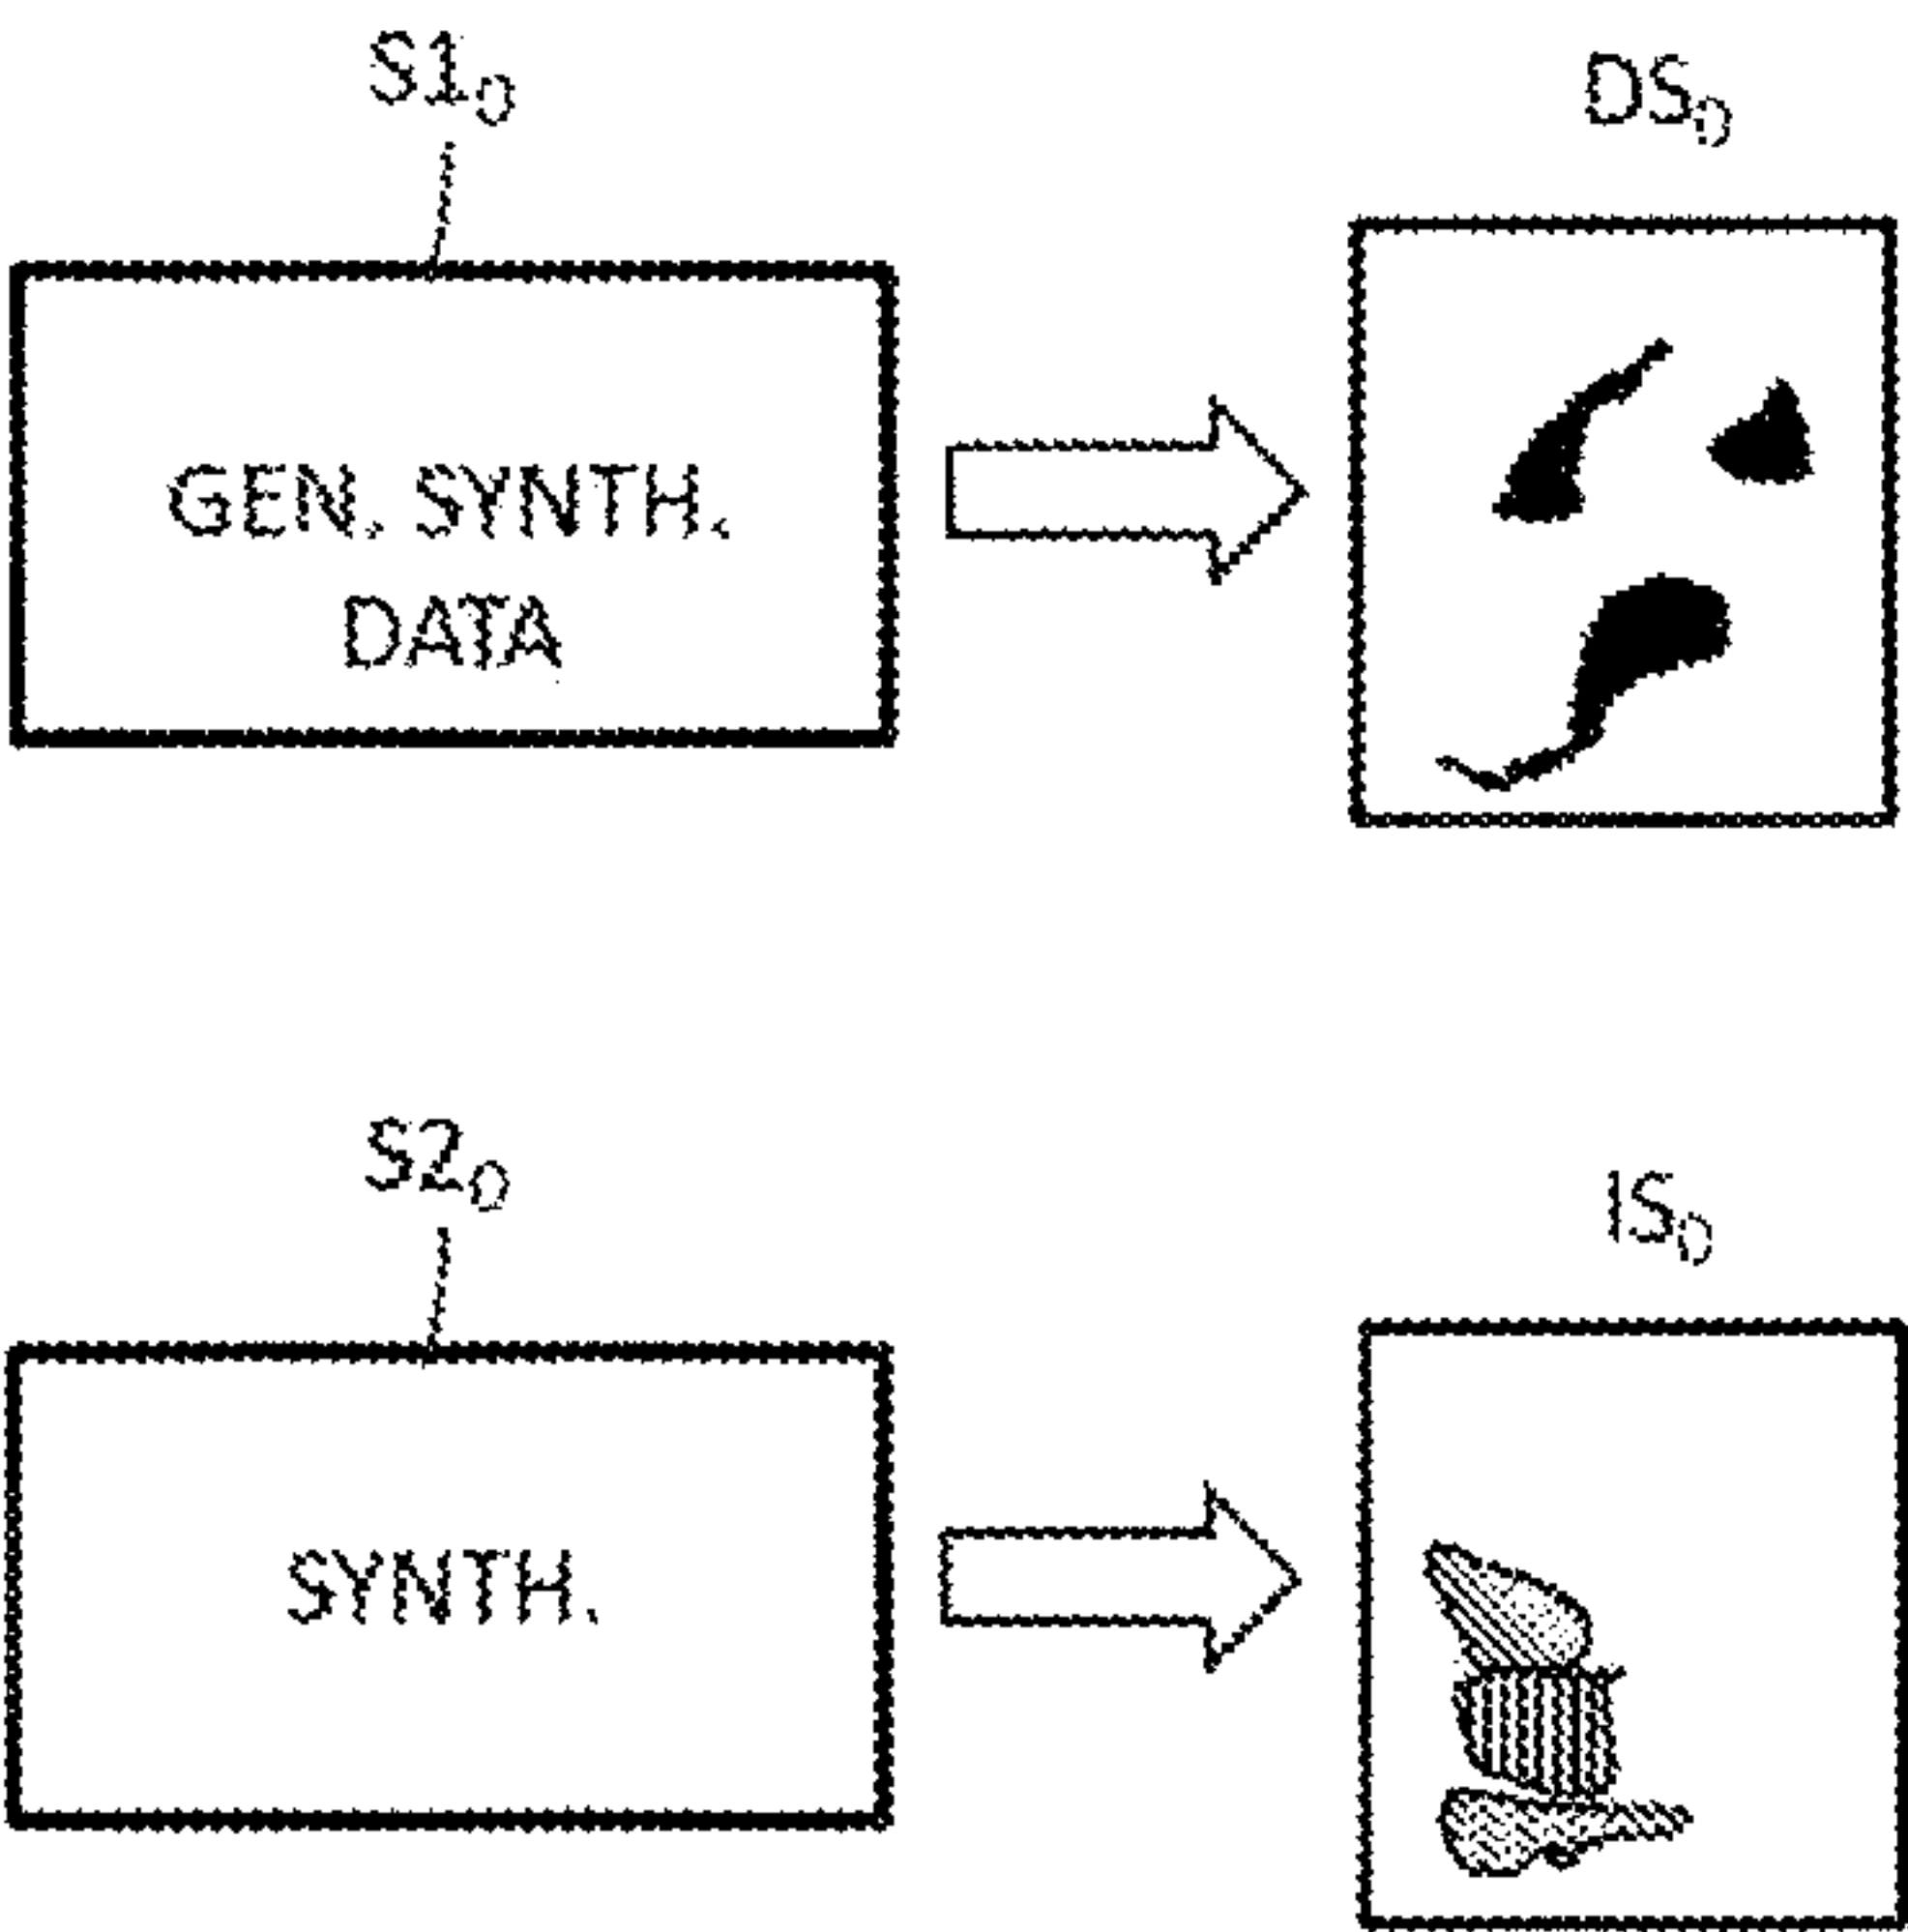 S1₀
DS₀
GEN. SYNTH.
DATA
S2₀
IS₀
SYNTH.